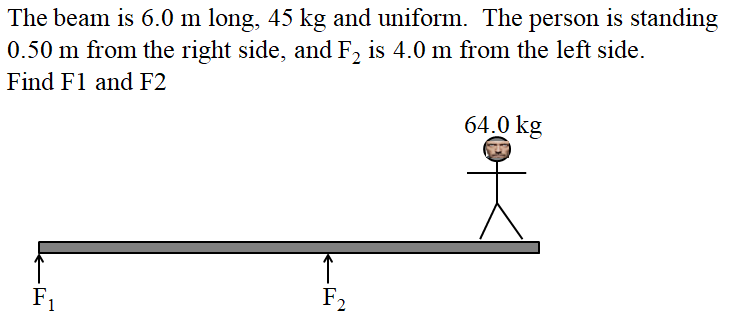 The beam is 6.0 m long, 45 kg and uniform.  The person is standing
0.50 m from the right side, and F₂ is 4.0 m from the left side.
Find F1 and F2
64.0 kg
F₁
F₂